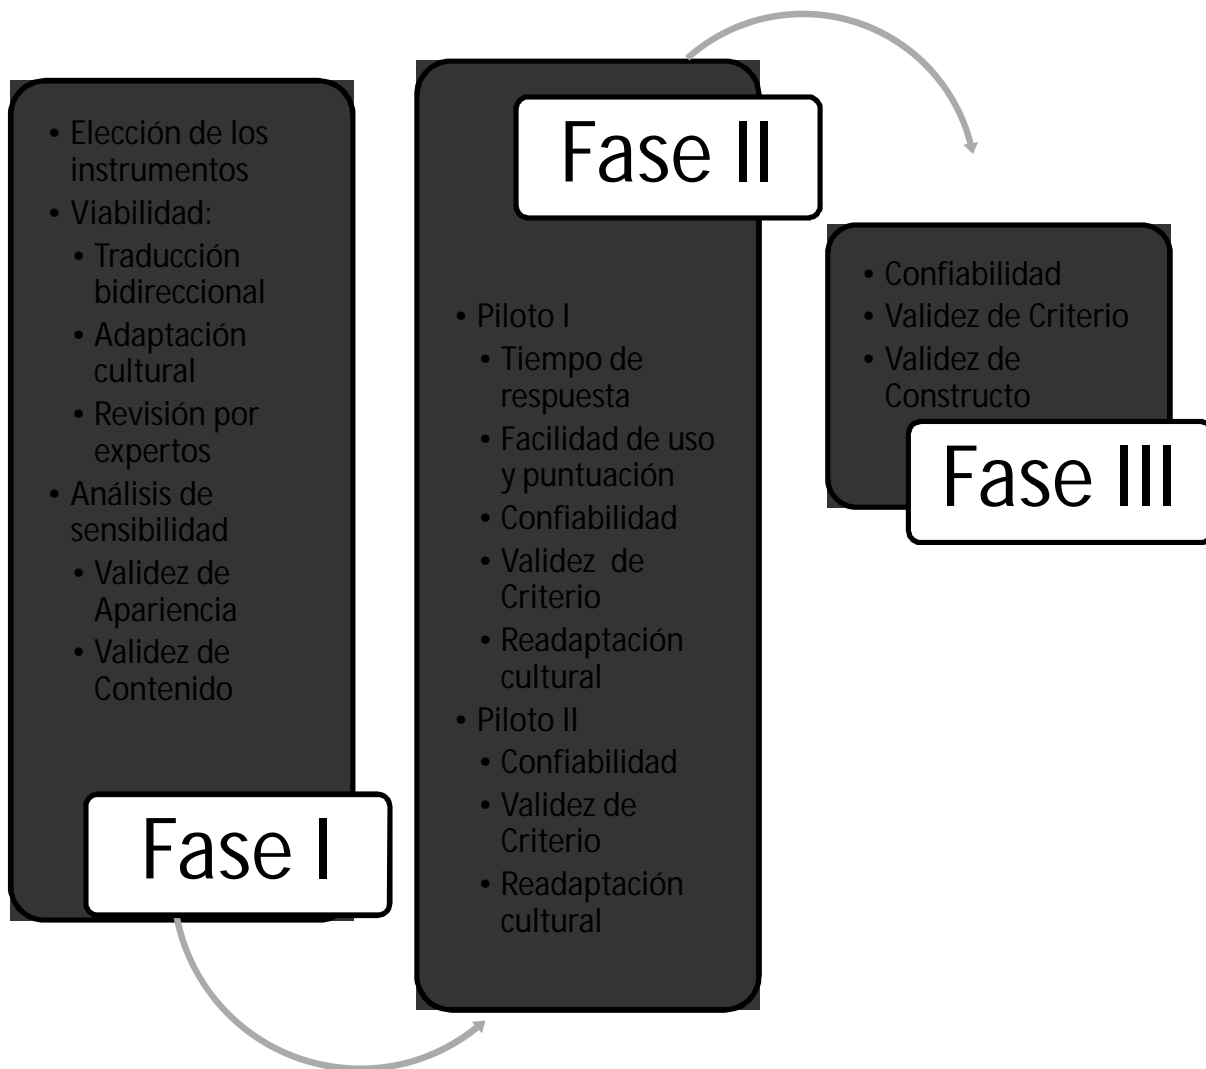 • Elección de los
instrumentos
• Viabilidad:
• Traducción
bidireccional
• Adaptación
cultural
• Revisión por
expertos
• Análisis de
sensibilidad
• Validez de
Apariencia
• Validez de
Contenido
Fase I
Fase II
• Piloto I
• Tiempo de
respuesta
• Facilidad de uso
y puntuación
• Confiabilidad
• Validez de
Criterio
• Readaptación
cultural
• Piloto II
• Confiabilidad
• Validez de
Criterio
• Readaptación
cultural
• Confiabilidad
• Validez de Criterio
• Validez de
Constructo
Fase III